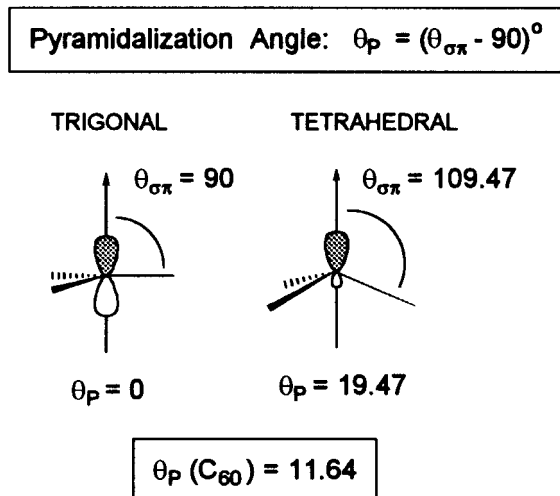 Pyramidalization Angle: θP = (θσπ - 90)°
TRIGONAL TETRAHEDRAL
θσπ = 90 θσπ = 109.47
θP = 0 θP = 19.47
θP (C60) = 11.64